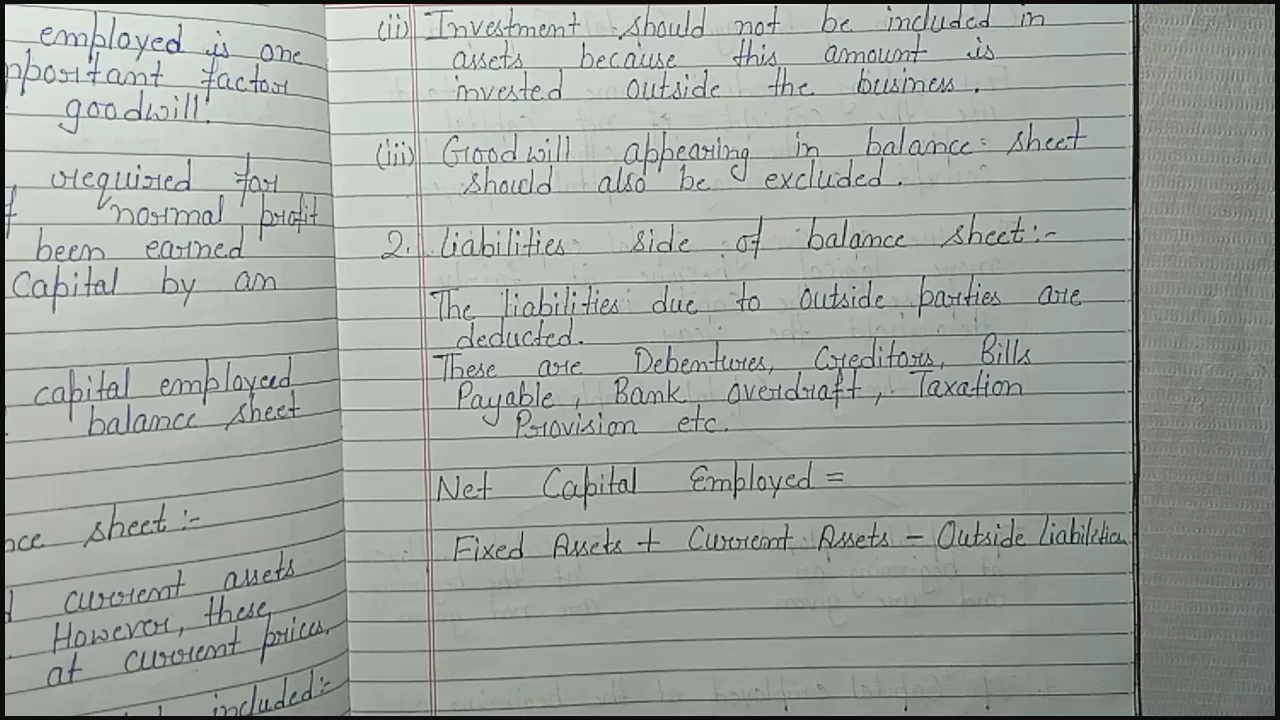 employed is one
important factor
goodwill.
required for
normal profit
been earned
Capital by an
capital employed
balance sheet
sheet :-
current assets
However, these
at current prices.
included:-
(ii) Investment should not be included in
assets because this amount is
invested outside the business.
(iii) Goodwill appearing in balance sheet
should also be excluded.
2. Liabilities side of balance sheet:-
The liabilities due to outside parties are
deducted.
These are Debentures, Creditors, Bills
Payable, Bank overdraft, Taxation
Provision etc.
Net Capital Employed =
Fixed Assets + Current Assets - Outside